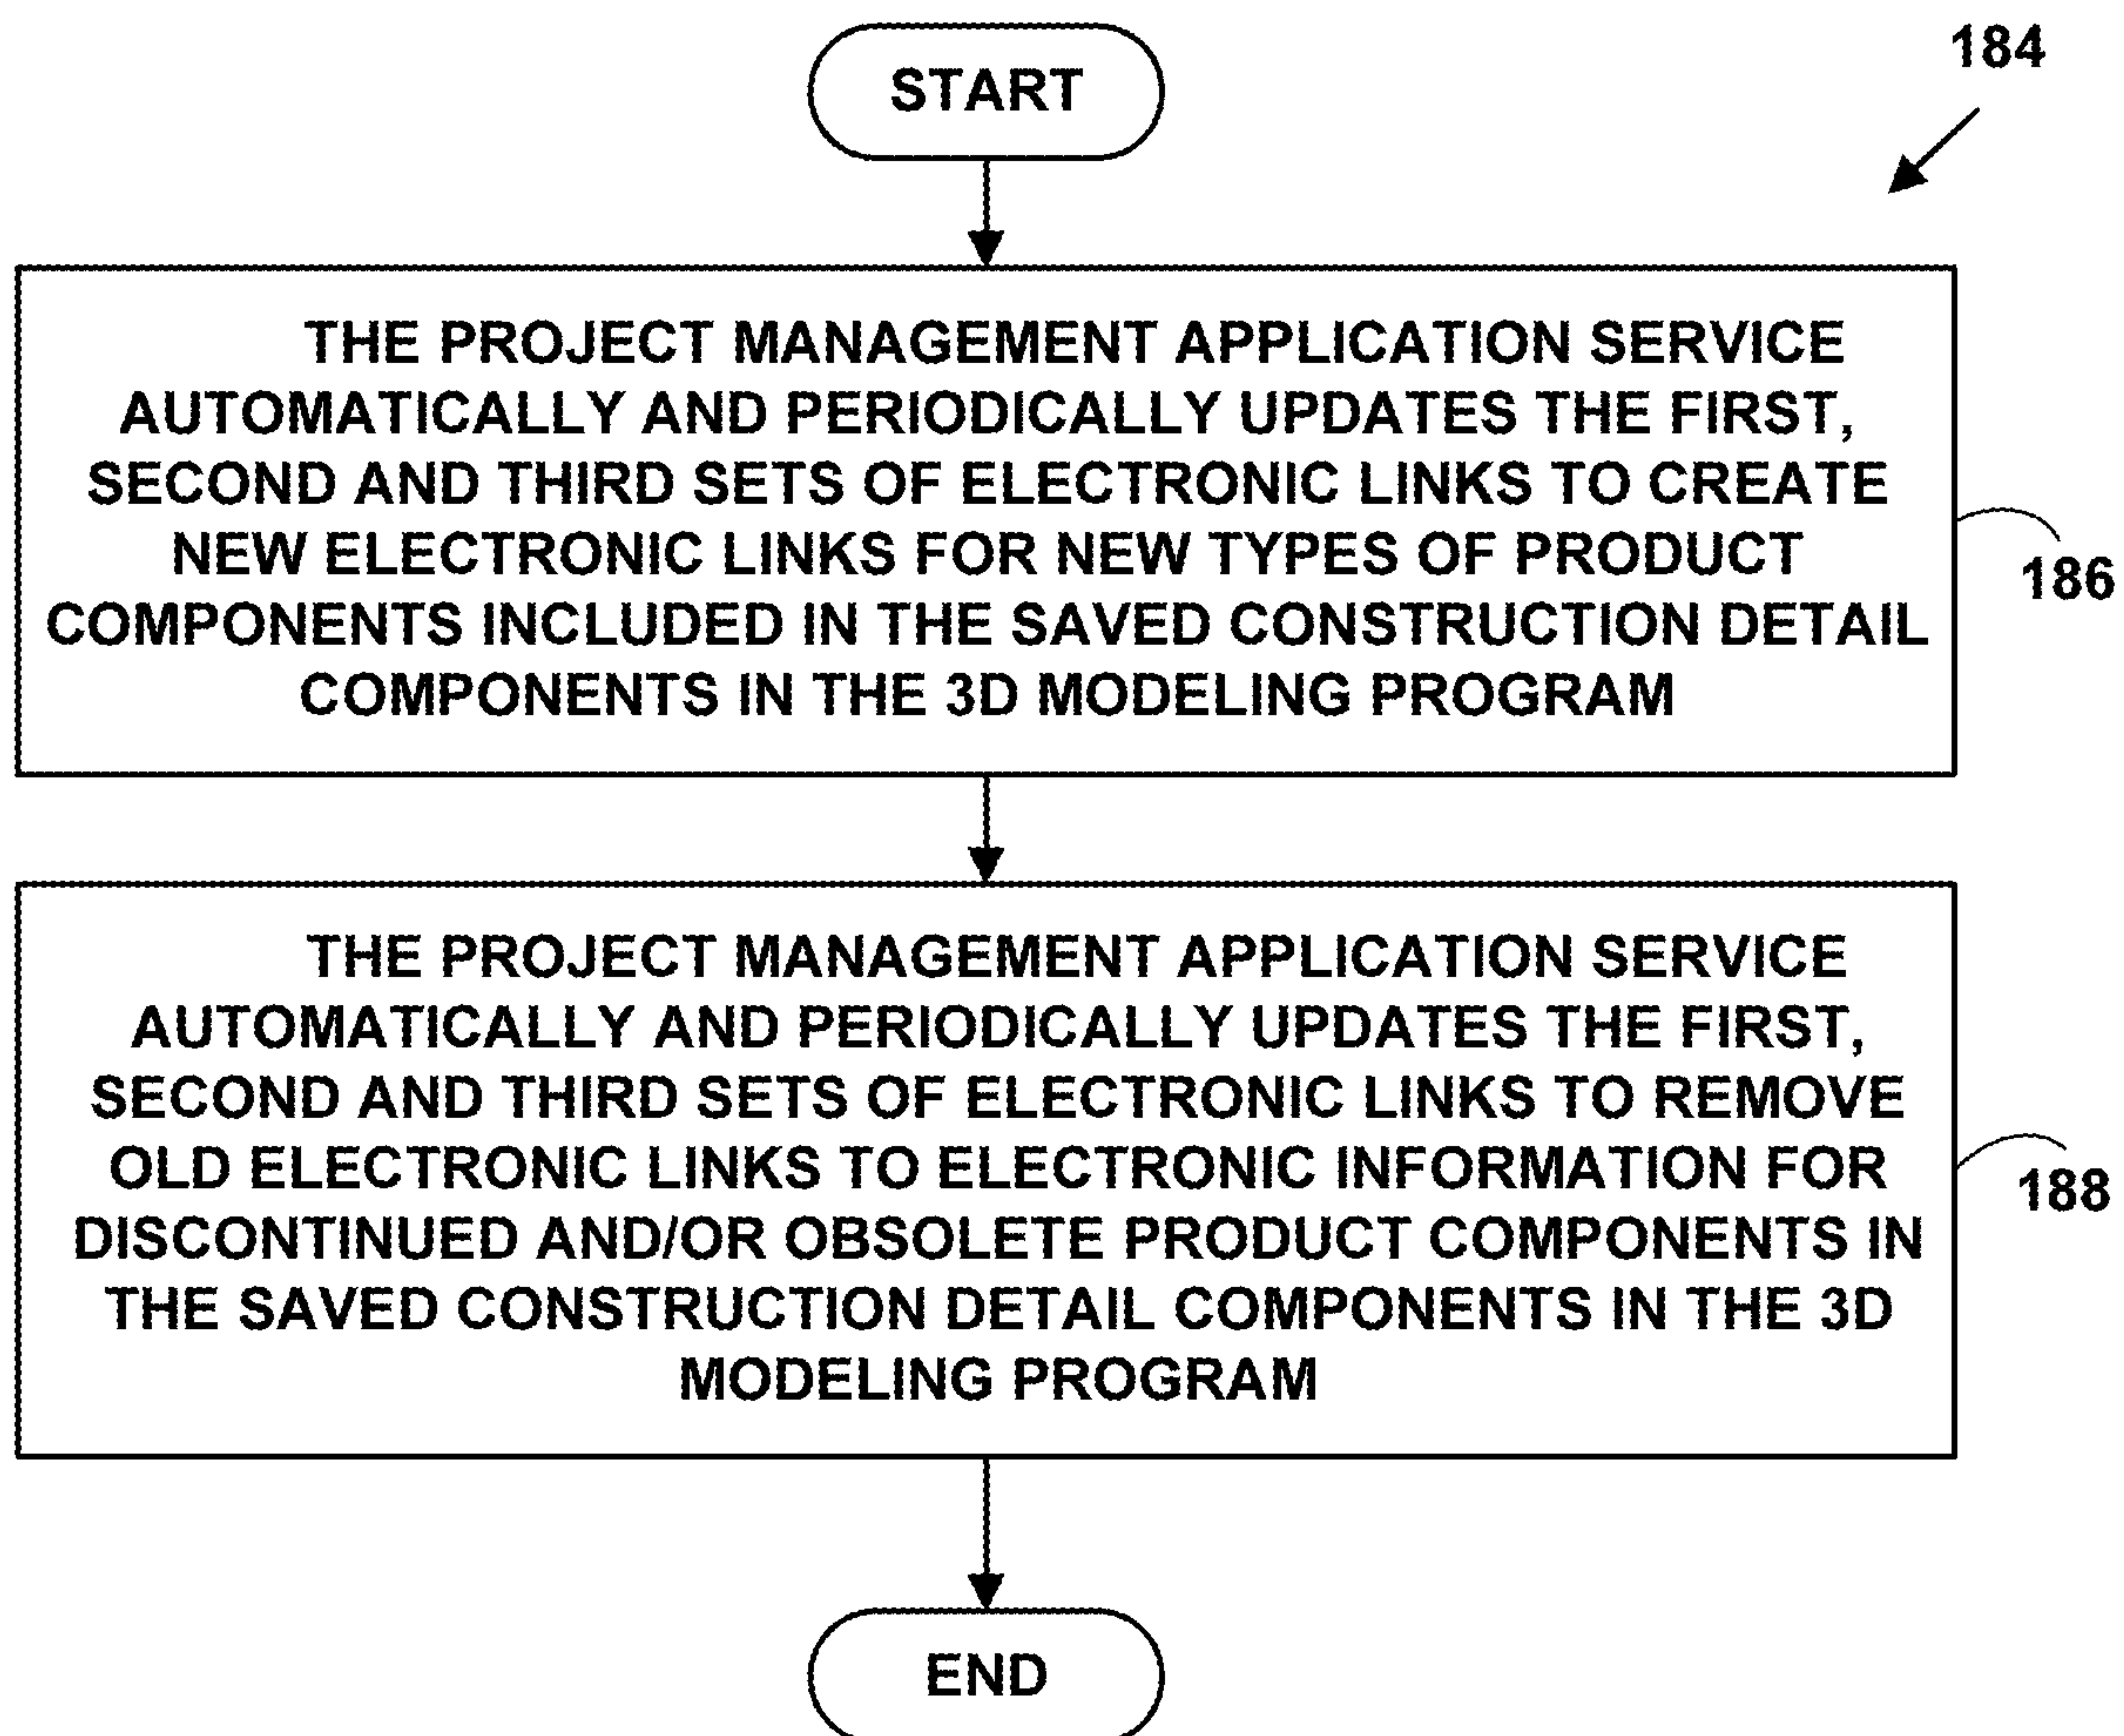 START
184
THE PROJECT MANAGEMENT APPLICATION SERVICE
AUTOMATICALLY AND PERIODICALLY UPDATES THE FIRST,
SECOND AND THIRD SETS OF ELECTRONIC LINKS TO CREATE
NEW ELECTRONIC LINKS FOR NEW TYPES OF PRODUCT
COMPONENTS INCLUDED IN THE SAVED CONSTRUCTION DETAIL
COMPONENTS IN THE 3D MODELING PROGRAM
186
THE PROJECT MANAGEMENT APPLICATION SERVICE
AUTOMATICALLY AND PERIODICALLY UPDATES THE FIRST,
SECOND AND THIRD SETS OF ELECTRONIC LINKS TO REMOVE
OLD ELECTRONIC LINKS TO ELECTRONIC INFORMATION FOR
DISCONTINUED AND/OR OBSOLETE PRODUCT COMPONENTS IN
THE SAVED CONSTRUCTION DETAIL COMPONENTS IN THE 3D
MODELING PROGRAM
188
END